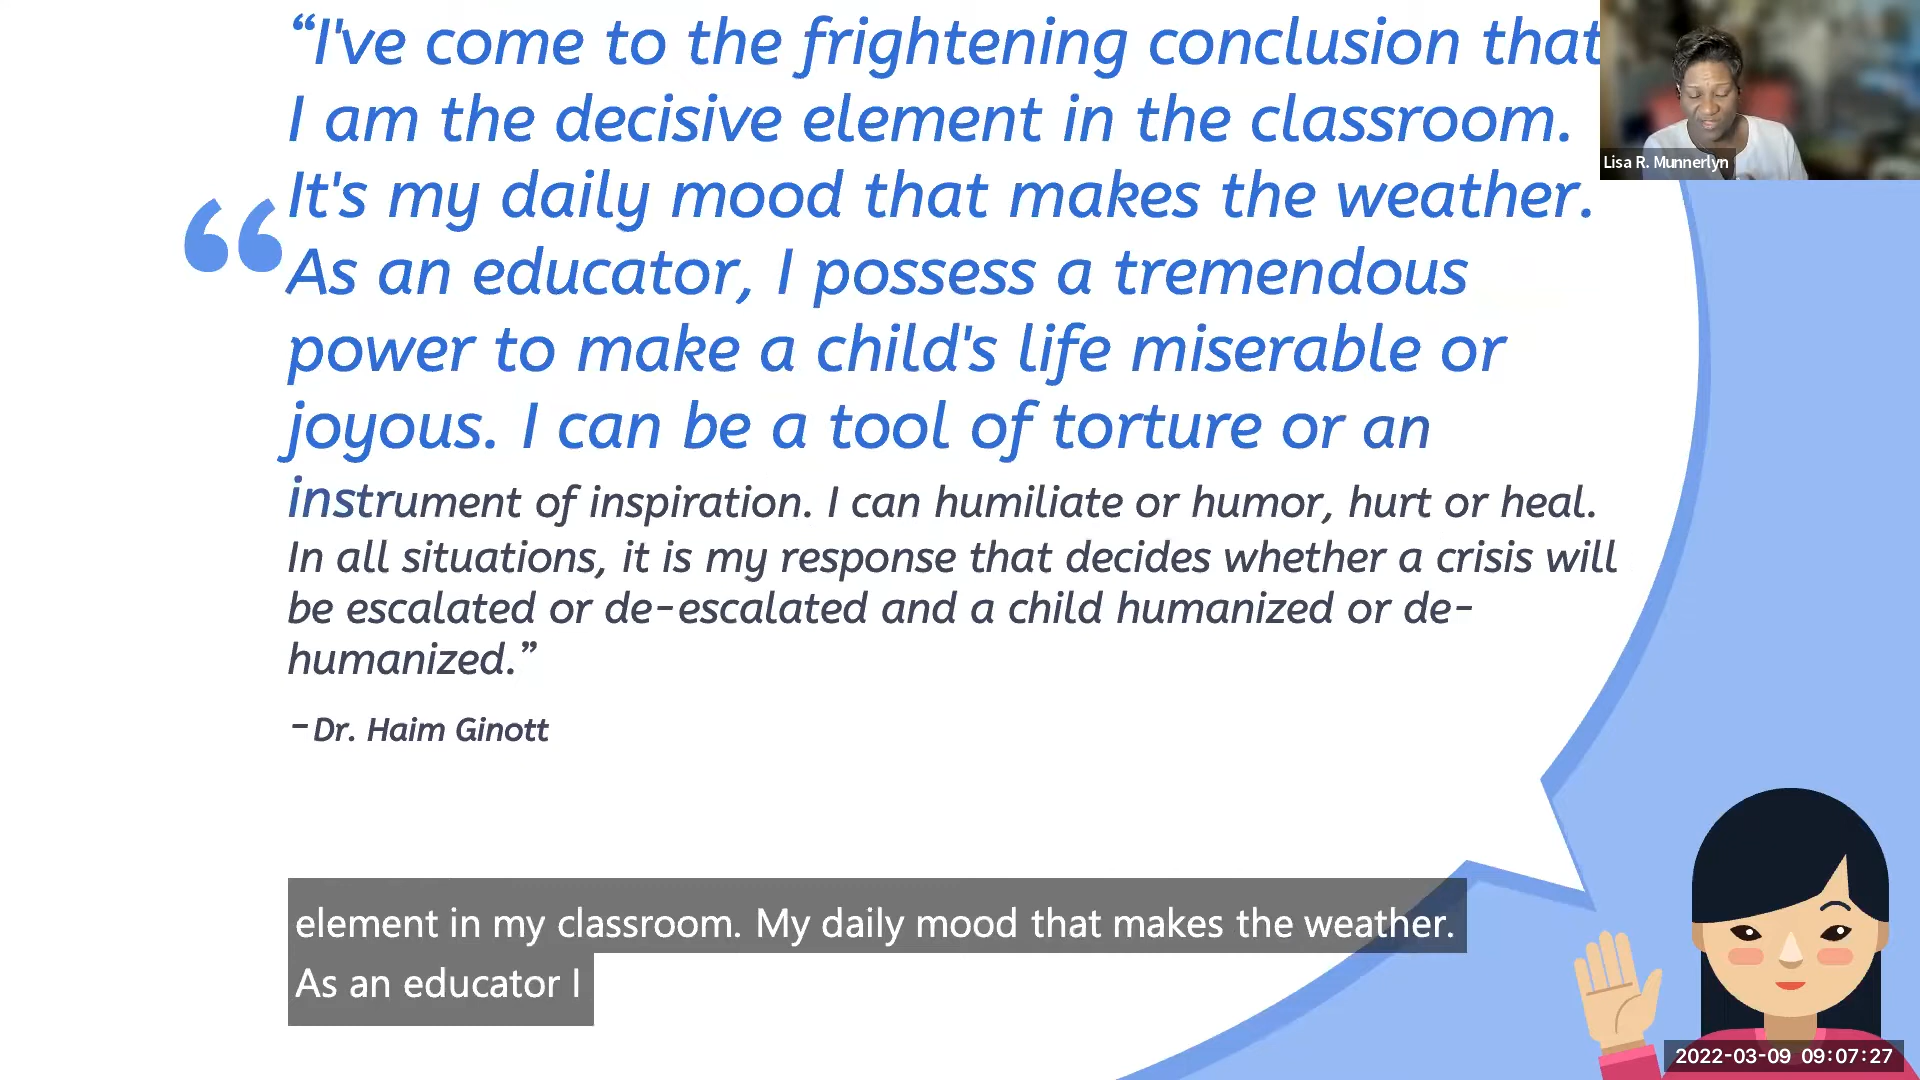 “I've come to the frightening conclusion that
I am the decisive element in the classroom.
It's my daily mood that makes the weather.
“
As an educator, I possess a tremendous
power to make a child's life miserable or
joyous. I can be a tool of torture or an
instrument of inspiration. I can humiliate or humor, hurt or heal.
In all situations, it is my response that decides whether a crisis will
be escalated or de-escalated and a child humanized or de-
humanized.”
-Dr. Haim Ginott
Lisa R. Munnerlyn
element in my classroom. My daily mood that makes the weather.
As an educator I
2022-03-09 09:07:27